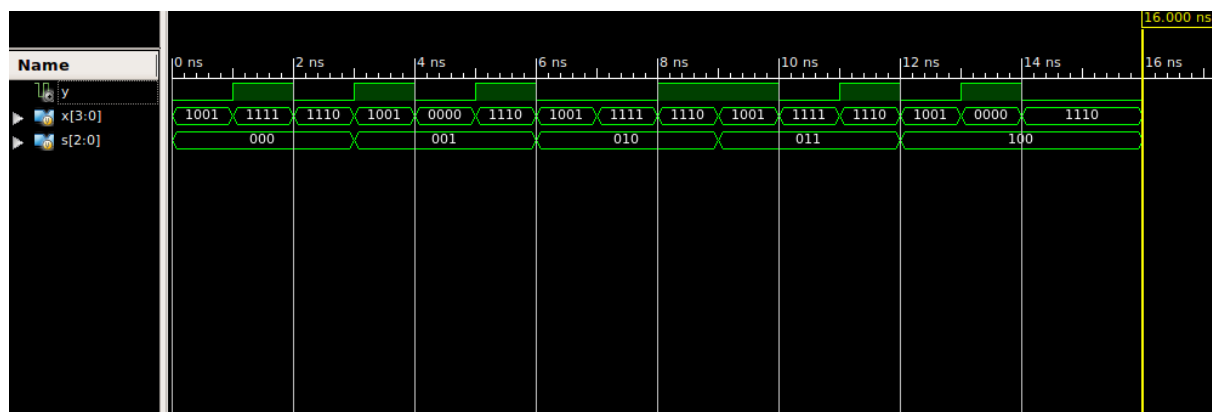 16.000 ns
Name
0 ns 2 ns 4 ns 6 ns 8 ns 10 ns 12 ns 14 ns 16 ns
y
x[3:0] 1001 1111 1110 1001 0000 1110 1001 1111 1110 1001 1111 1110 1001 0000 1110
s[2:0] 000 001 010 011 100